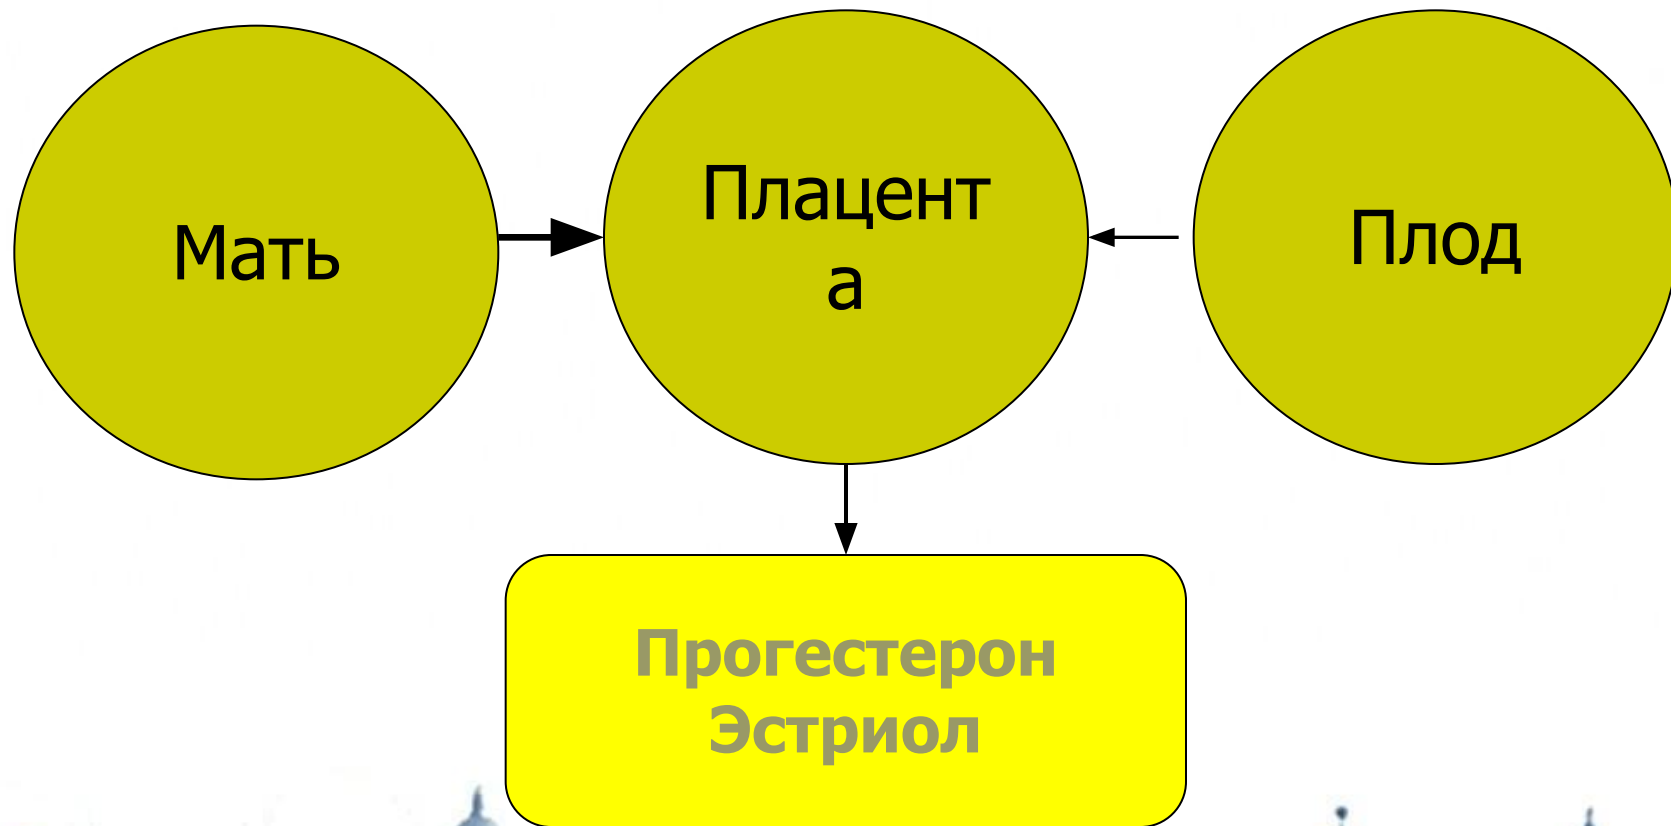 Мать
Плацент
а
Плод
Прогестерон
Эстриол